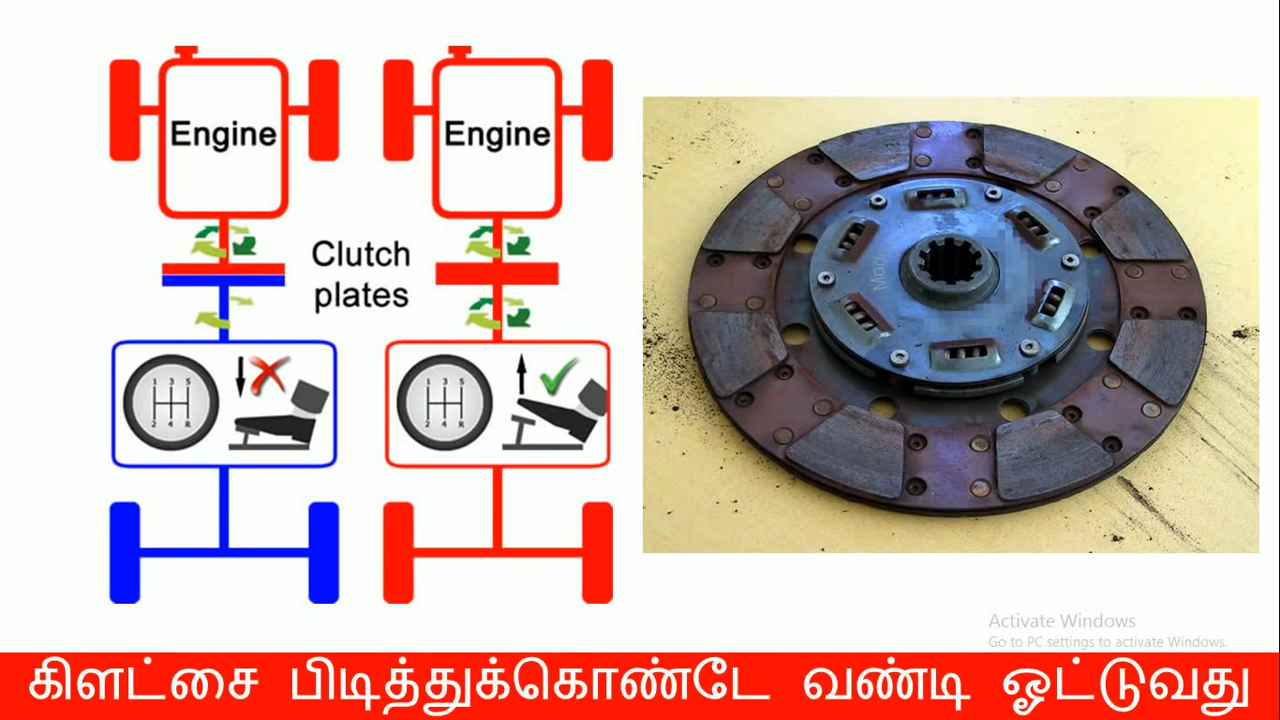 Engine
Engine
Clutch
plates
1 3 5
2 4 R
1 3 5
2 4 R
Activate Windows
Go to PC settings to activate Windows.
கிளட்சை பிடித்துக்கொண்டே வண்டி ஓட்டுவது